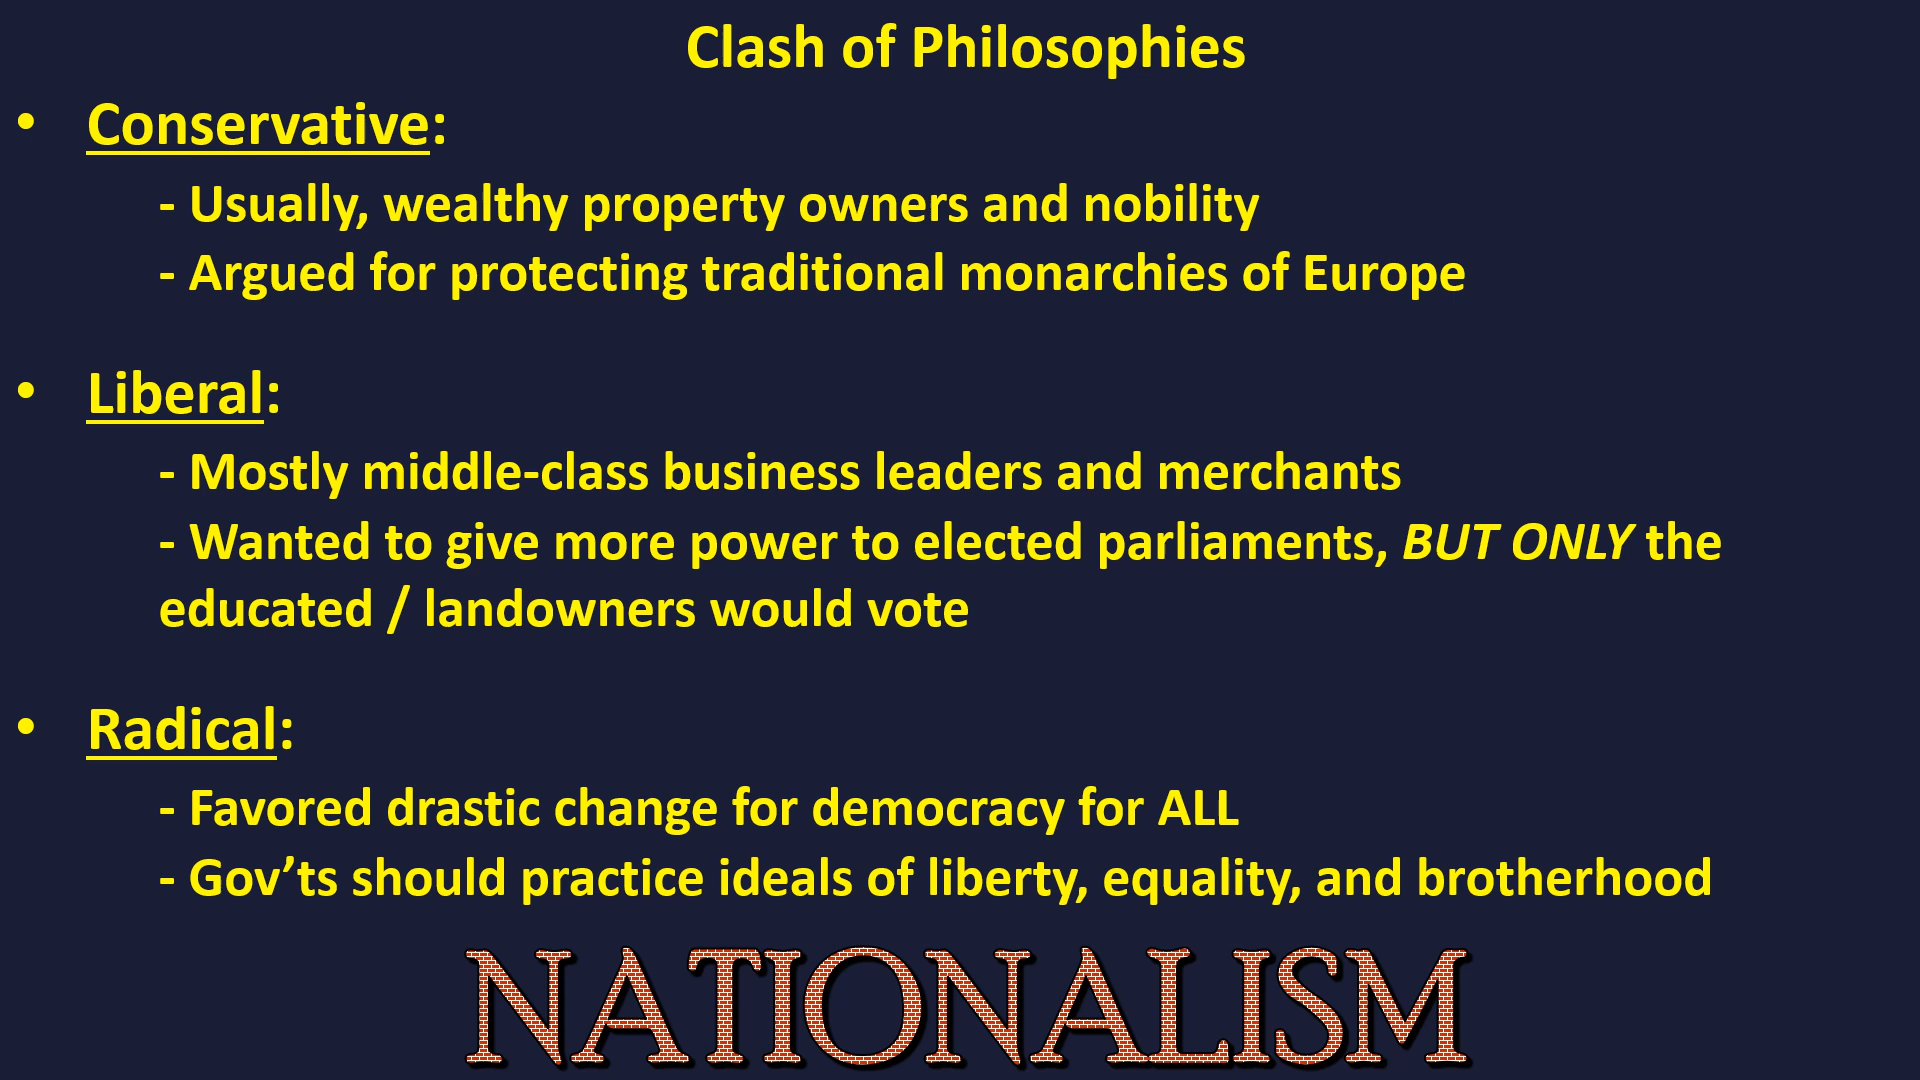 Clash of Philosophies
• Conservative:
- Usually, wealthy property owners and nobility
- Argued for protecting traditional monarchies of Europe
• Liberal:
- Mostly middle-class business leaders and merchants
- Wanted to give more power to elected parliaments, BUT ONLY the
educated / landowners would vote
• Radical:
- Favored drastic change for democracy for ALL
- Gov’ts should practice ideals of liberty, equality, and brotherhood
NATIONALISM